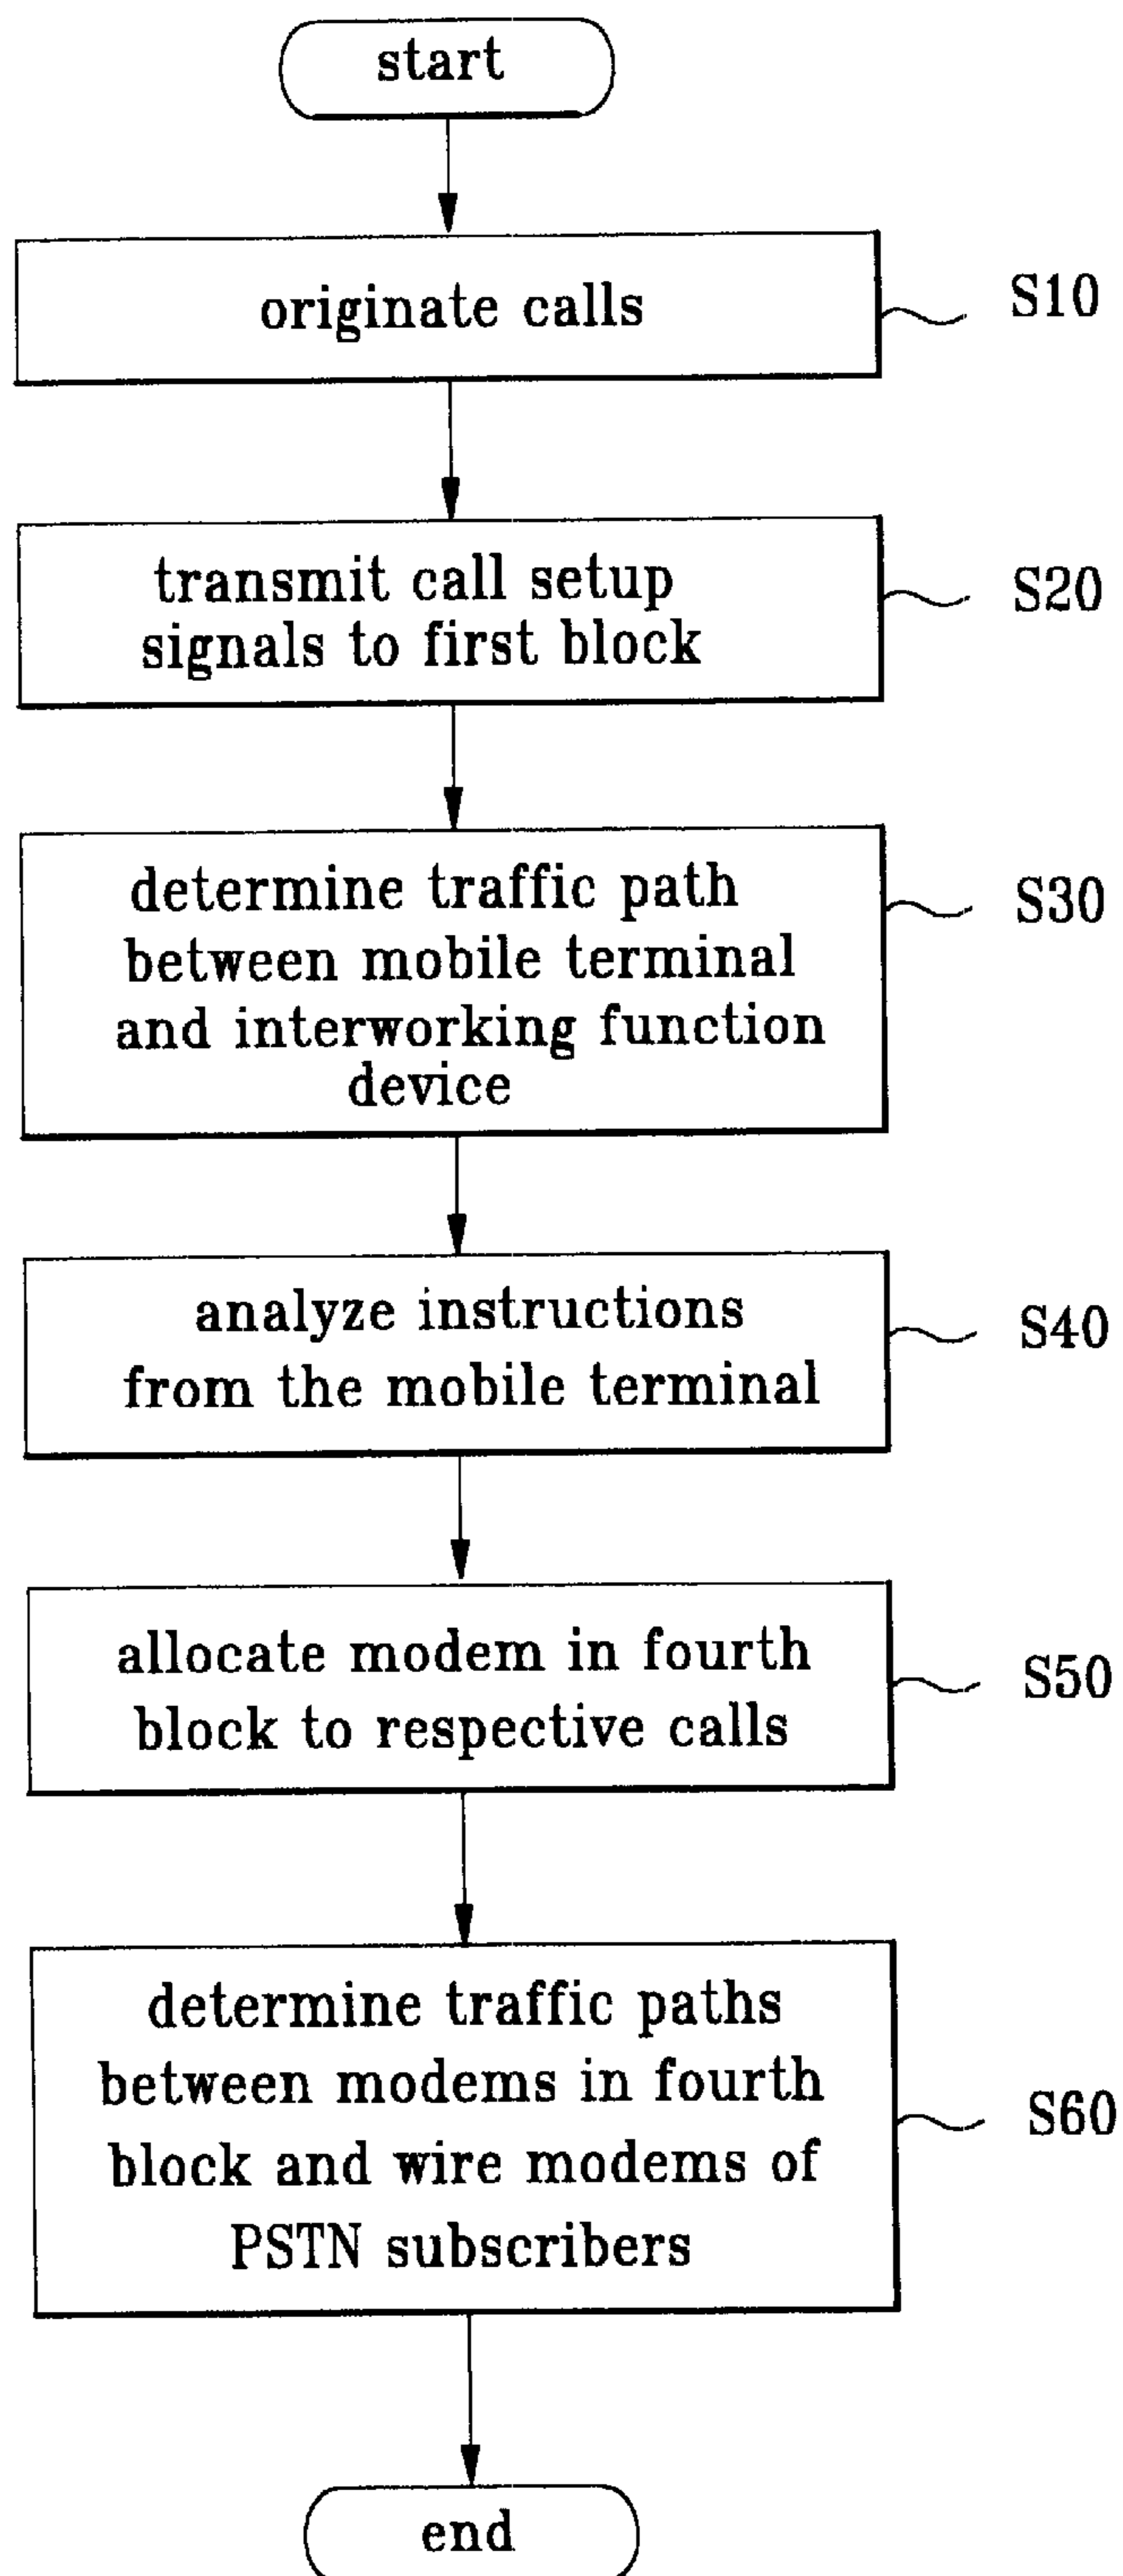 start
originate calls
S10
transmit call setup
signals to first block
S20
determine traffic path
between mobile terminal
and interworking function
device
S30
analyze instructions
from the mobile terminal
S40
allocate modem in fourth
block to respective calls
S50
determine traffic paths
between modems in fourth
block and wire modems of
PSTN subscribers
S60
end